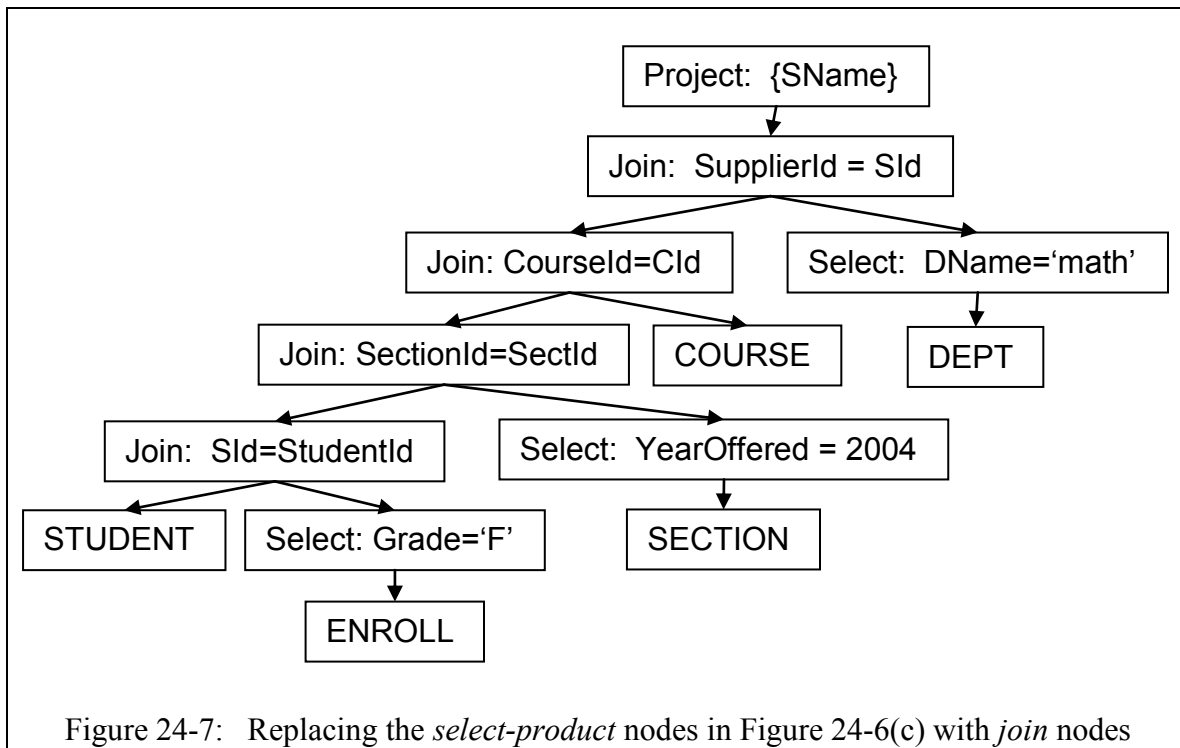 Project: {SName}
Join: SupplierId = SId
Join: CourseId=CId
Select: DName=‘math’
Join: SectionId=SectId
COURSE
DEPT
Join: SId=StudentId
Select: YearOffered = 2004
STUDENT
Select: Grade=‘F’
SECTION
ENROLL
Figure 24-7: Replacing the select-product nodes in Figure 24-6(c) with join nodes